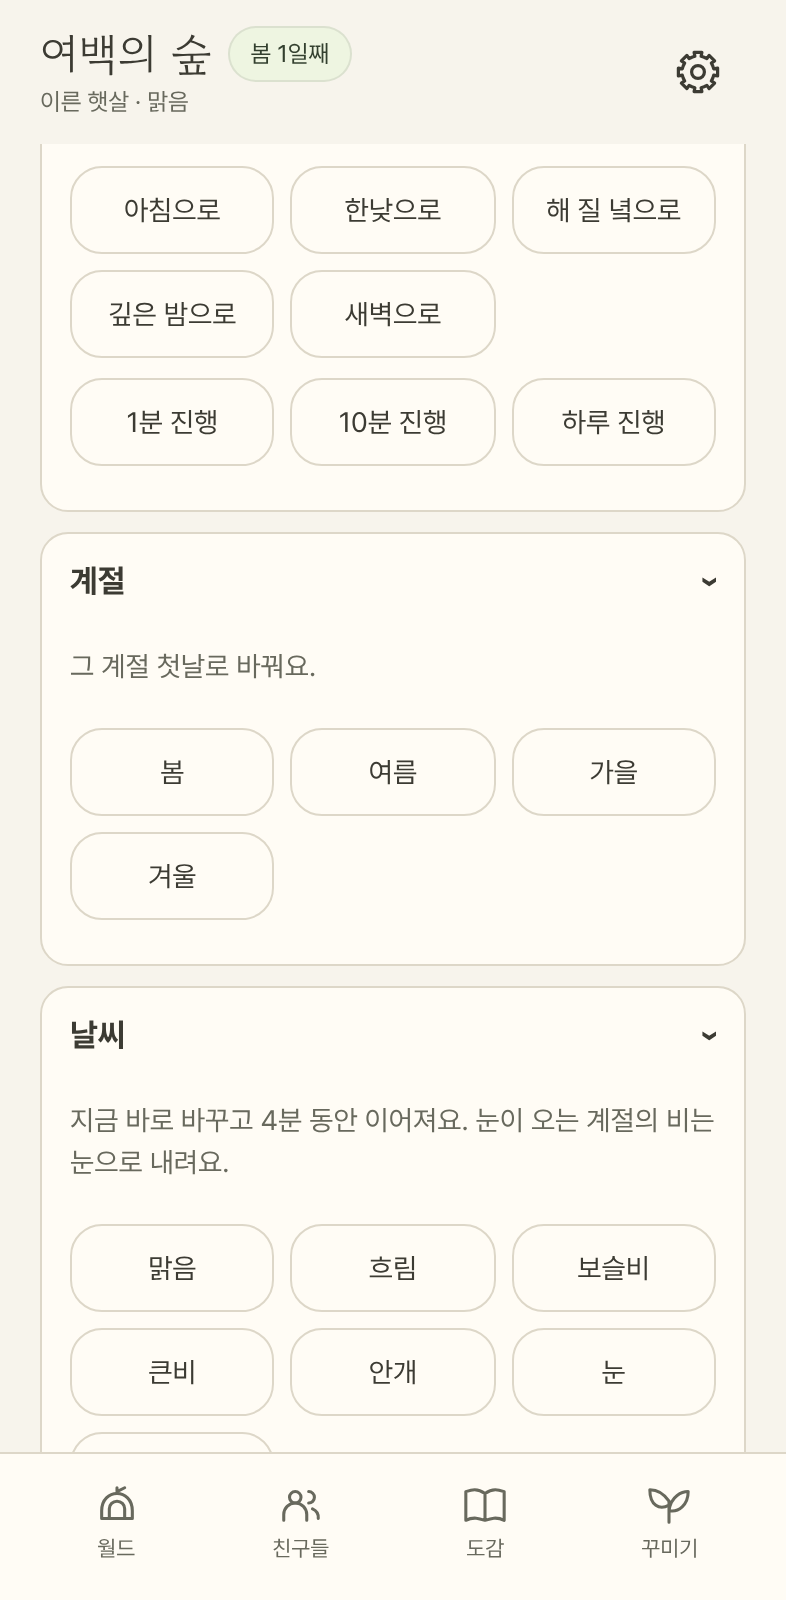 여백의 숲
봄 1일째
이른 햇살 · 맑음
아침으로
한낮으로
해 질 녘으로
깊은 밤으로
새벽으로
1분 진행
10분 진행
하루 진행
계절
그 계절 첫날로 바꿔요.
봄
여름
가을
겨울
날씨
지금 바로 바꾸고 4분 동안 이어져요. 눈이 오는 계절의 비는
눈으로 내려요.
맑음
흐림
보슬비
큰비
안개
눈
월드
친구들
도감
꾸미기